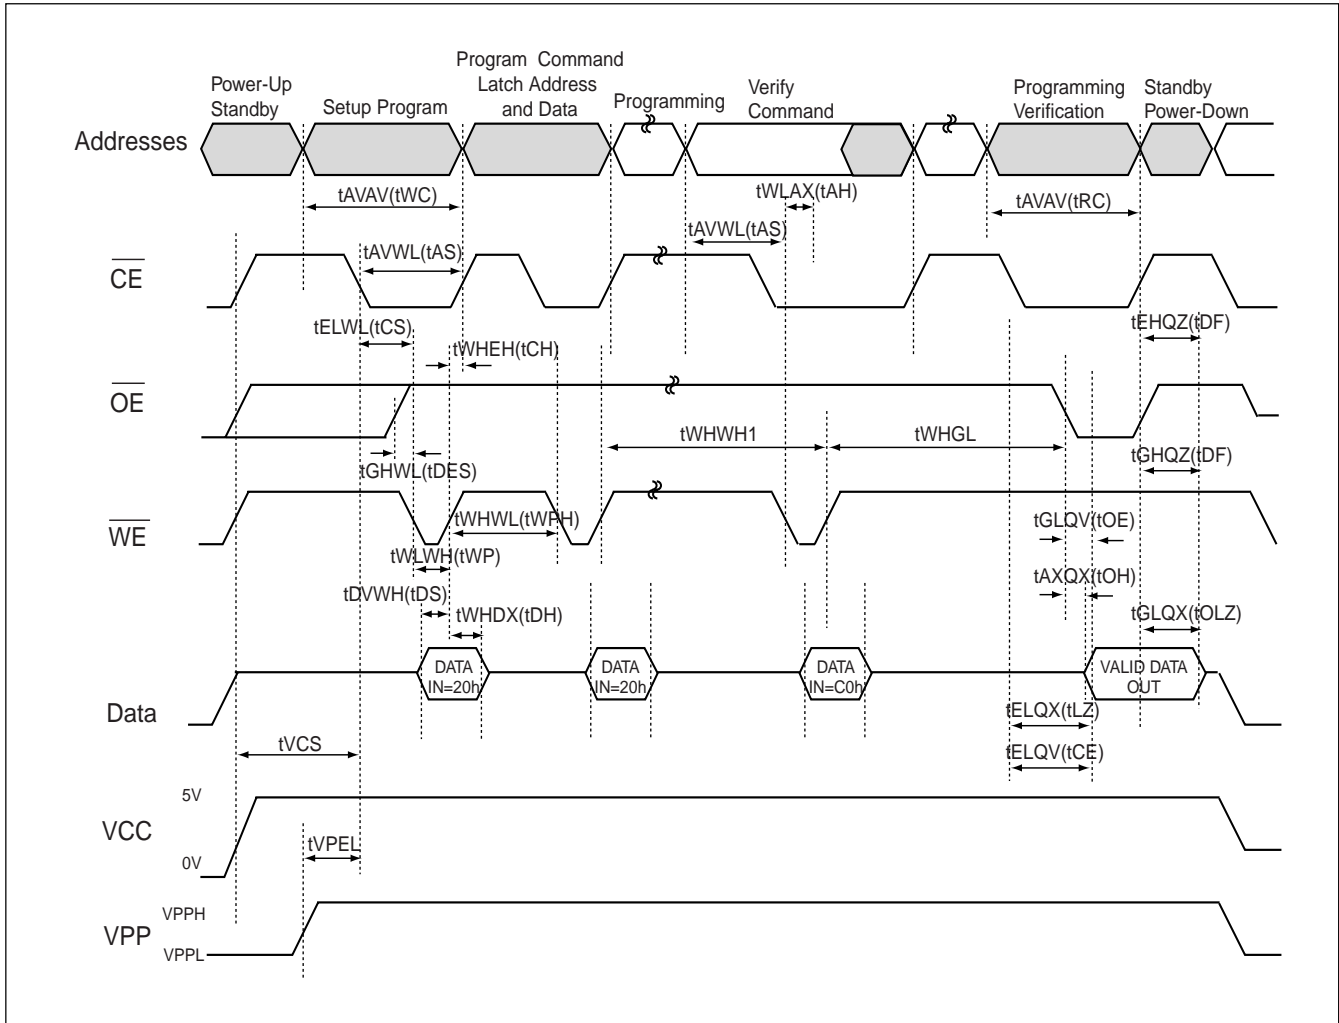 Program Command
Latch Address
and Data
Power-Up
Standby
Setup Program
Programming
Verify
Command
Programming
Verification
Standby
Power-Down
Addresses
tAVAV(tWC)
tWLAX(tAH)
tAVAV(tRC)
tAVWL(tAS)
tAVWL(tAS)
CE
tELWL(tCS)
tWHEH(tCH)
tEHQZ(tDF)
OE
tWHWH1
tWHGL
tGHWL(tDES)
tGHQZ(tDF)
WE
tWHWL(tWPH)
tGLQV(tOE)
tWLWH(tWP)
tAXQX(tOH)
tDVWH(tDS)
tWHDX(tDH)
tGLQX(tOLZ)
DATA
IN=20h
DATA
IN=20h
DATA
IN=C0h
VALID DATA
OUT
Data
tELQX(tLZ)
tVCS
tELQV(tCE)
5V
VCC
0V
tVPEL
VPPH
VPP
VPPL